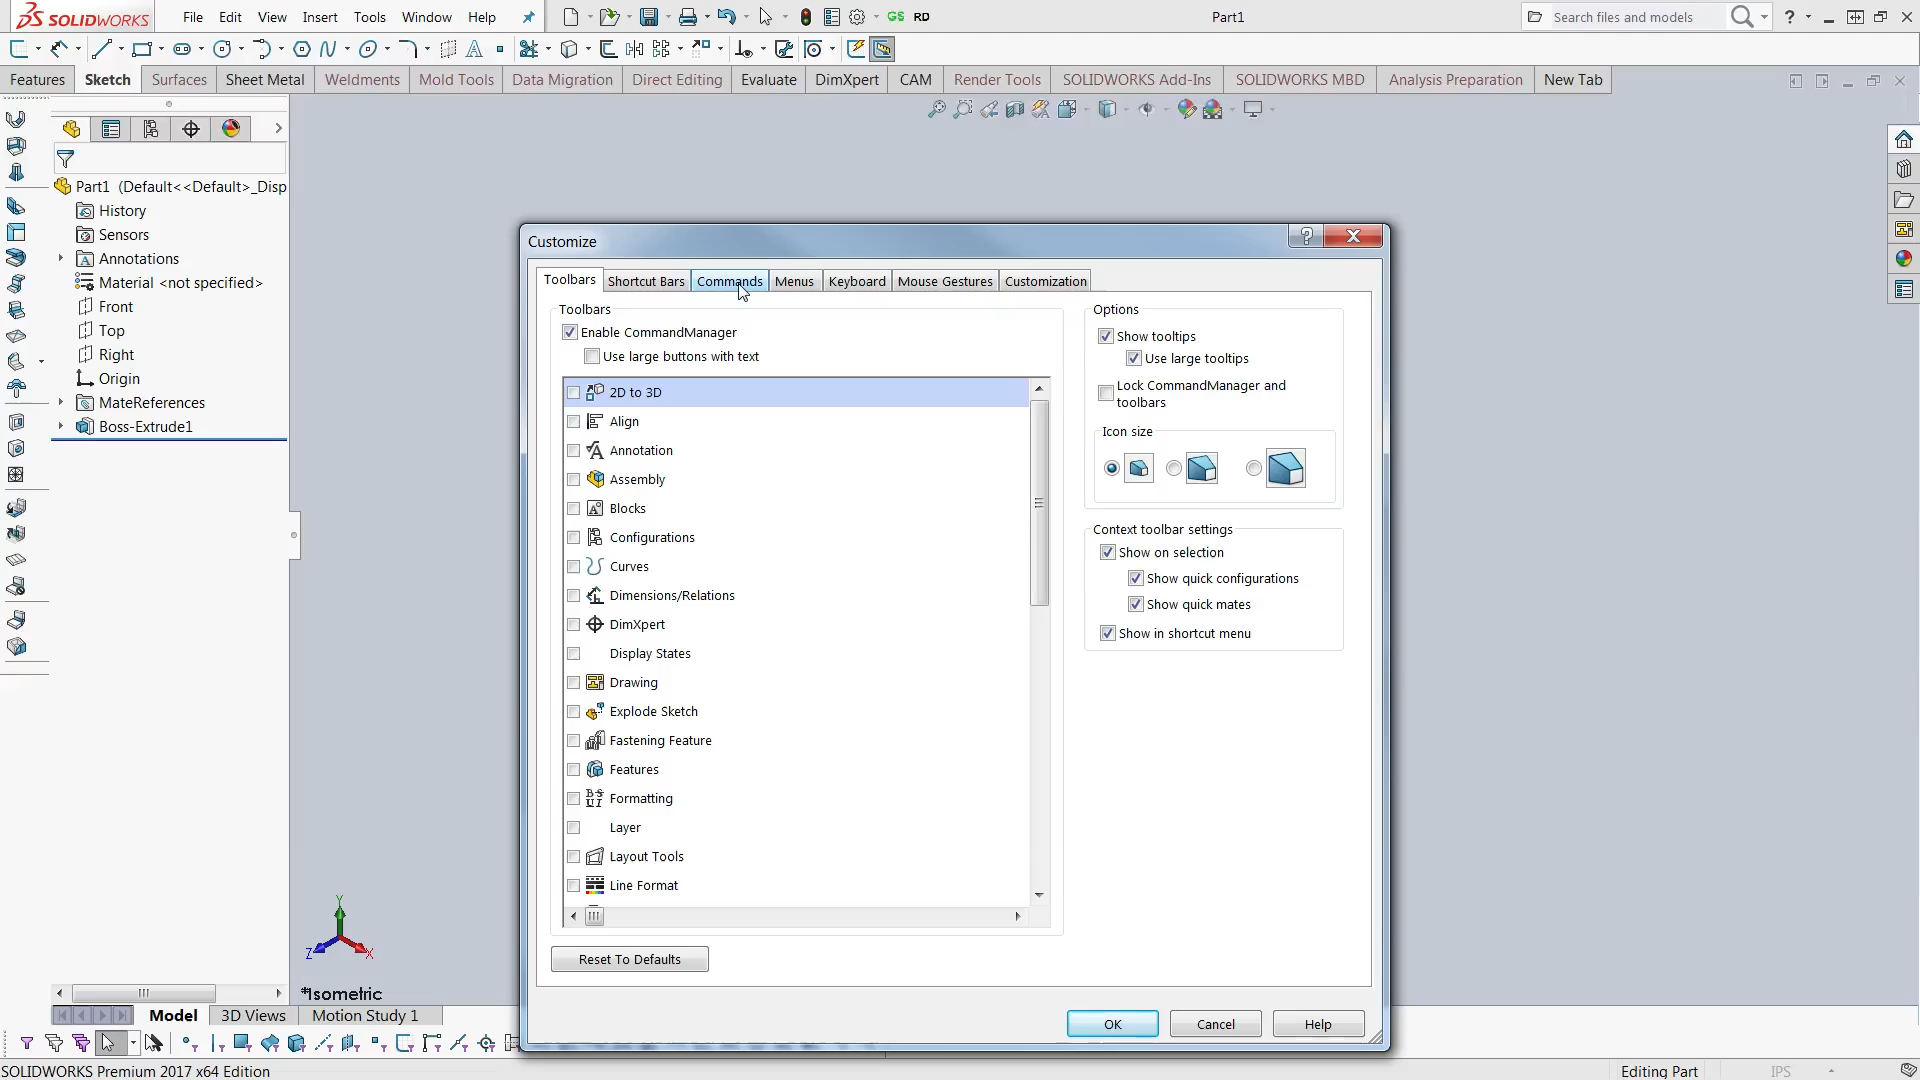 SOLIDWORKS File Edit View Insert Tools Window Help GS RD Part1 Search files and models ?
Features Sketch Surfaces Sheet Metal Weldments Mold Tools Data Migration Direct Editing Evaluate DimXpert CAM Render Tools SOLIDWORKS Add-Ins SOLIDWORKS MBD Analysis Preparation New Tab
Part1 (Default<<Default>_Disp
History
Sensors
Annotations
Material <not specified>
Front
Top
Right
Origin
MateReferences
Boss-Extrude1
Customize
Toolbars Shortcut Bars Commands Menus Keyboard Mouse Gestures Customization
Toolbars
Enable CommandManager
Use large buttons with text
2D to 3D
Align
Annotation
Assembly
Blocks
Configurations
Curves
Dimensions/Relations
DimXpert
Display States
Drawing
Explode Sketch
Fastening Feature
Features
Formatting
Layer
Layout Tools
Line Format
Reset To Defaults
Options
Show tooltips
Use large tooltips
Lock CommandManager and
toolbars
Icon size
Context toolbar settings
Show on selection
Show quick configurations
Show quick mates
Show in shortcut menu
OK Cancel Help
Y
Z X
*Isometric
Model 3D Views Motion Study 1
SOLIDWORKS Premium 2017 x64 Edition Editing Part IPS